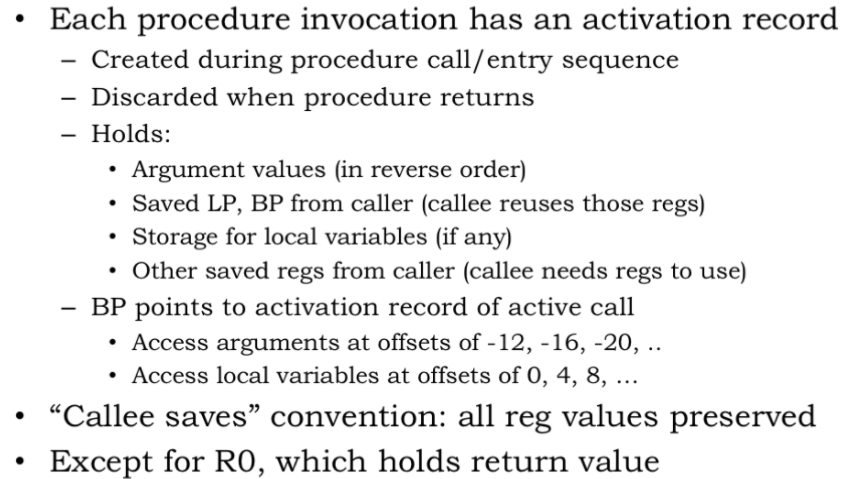 • Each procedure invocation has an activation record
– Created during procedure call/entry sequence
– Discarded when procedure returns
– Holds:
• Argument values (in reverse order)
• Saved LP, BP from caller (callee reuses those regs)
• Storage for local variables (if any)
• Other saved regs from caller (callee needs regs to use)
– BP points to activation record of active call
• Access arguments at offsets of -12, -16, -20, ..
• Access local variables at offsets of 0, 4, 8, …
• “Callee saves” convention: all reg values preserved
• Except for R0, which holds return value